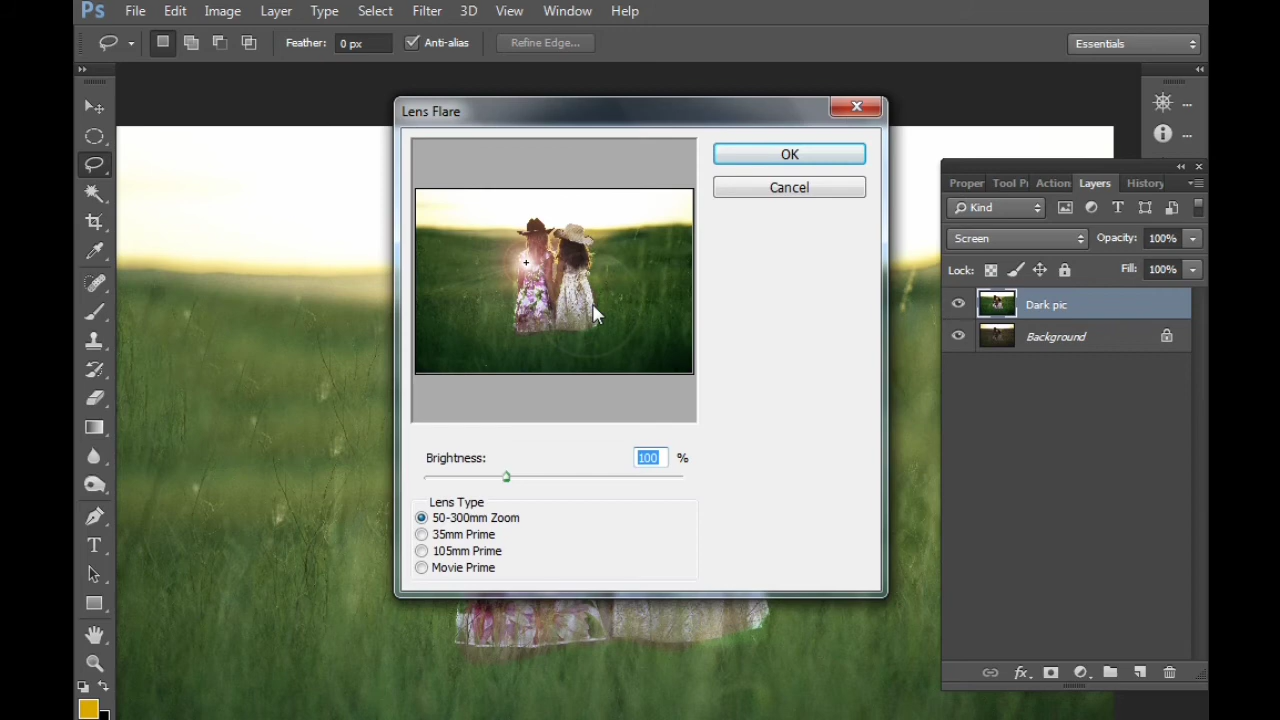 Ps File Edit Image Layer Type Select Filter 3D View Window Help
Feather: 0 px Anti-alias Refine Edge... Essentials
Lens Flare
OK
Cancel
Brightness: 100 %
Lens Type
50-300mm Zoom
35mm Prime
105mm Prime
Movie Prime
Proper Tool P Action Layers History
Kind T
Screen Opacity: 100%
Lock: Fill: 100%
Dark pic
Background
fx
T